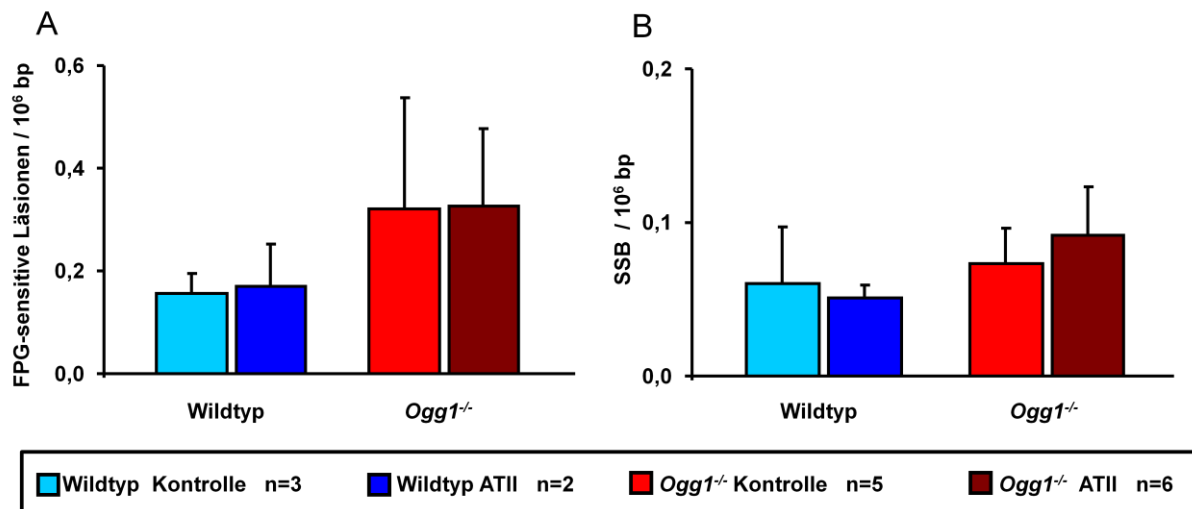 A
FPG-sensitive Läsionen / 10⁶ bp
0,6
0,4
0,2
0,0
Wildtyp
Ogg1⁻/⁻
B
SSB / 10⁶ bp
0,2
0,1
0,0
Wildtyp
Ogg1⁻/⁻
Wildtyp Kontrolle n=3
Wildtyp ATII n=2
Ogg1⁻/⁻ Kontrolle n=5
Ogg1⁻/⁻ ATII n=6